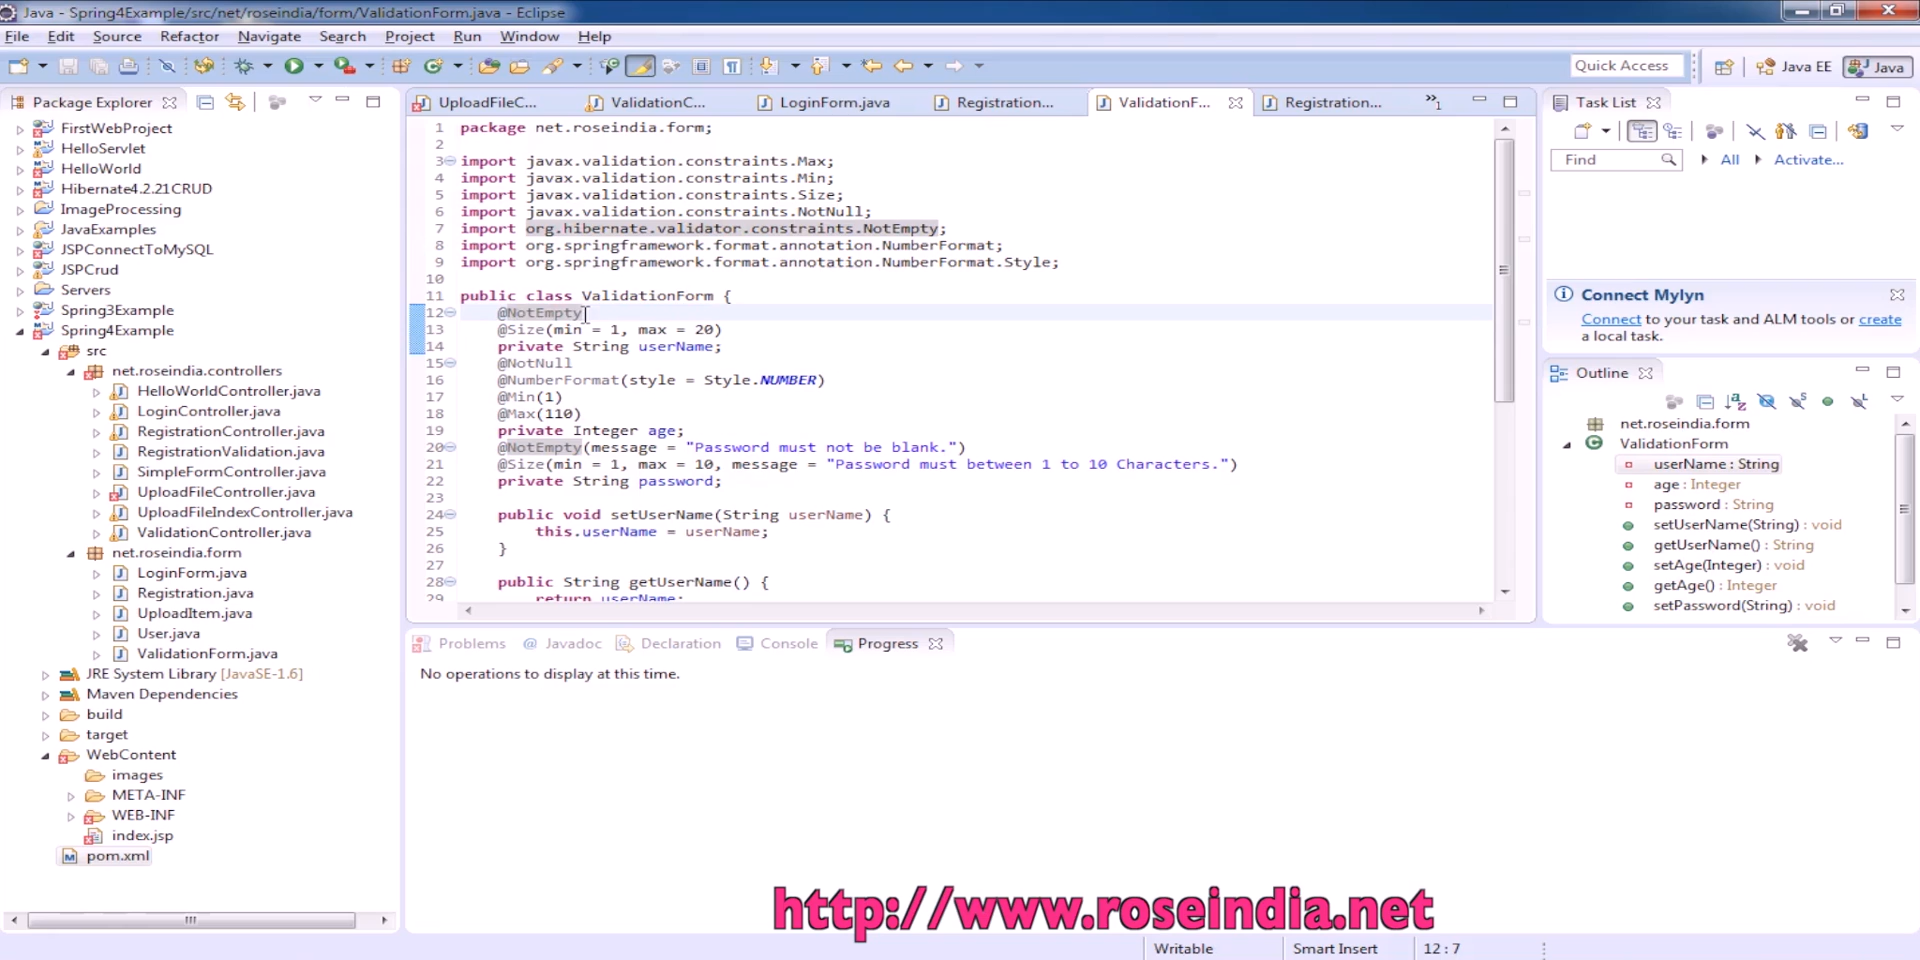 Java - Spring4Example/src/net/roseindia/form/ValidationForm.java - Eclipse
File Edit Source Refactor Navigate Search Project Run Window Help
Quick Access
Java EE
Java
Package Explorer
FirstWebProject
HelloServlet
HelloWorld
Hibernate4.2.21CRUD
ImageProcessing
JavaExamples
JSPConnectToMySQL
JSPCrud
Servers
Spring3Example
Spring4Example
src
net.roseindia.controllers
HelloWorldController.java
LoginController.java
RegistrationController.java
RegistrationValidation.java
SimpleFormController.java
UploadFileController.java
UploadFileIndexController.java
ValidationController.java
net.roseindia.form
LoginForm.java
Registration.java
UploadItem.java
User.java
ValidationForm.java
JRE System Library [JavaSE-1.6]
Maven Dependencies
build
target
WebContent
images
META-INF
WEB-INF
index.jsp
pom.xml
UploadFileC... ValidationC... LoginForm.java Registration... ValidationF... Registration... »1
1 package net.roseindia.form;
2
3 import javax.validation.constraints.Max;
4 import javax.validation.constraints.Min;
5 import javax.validation.constraints.Size;
6 import javax.validation.constraints.NotNull;
7 import org.hibernate.validator.constraints.NotEmpty;
8 import org.springframework.format.annotation.NumberFormat;
9 import org.springframework.format.annotation.NumberFormat.Style;
10
11 public class ValidationForm {
12 @NotEmpty
13 @Size(min = 1, max = 20)
14 private String userName;
15 @NotNull
16 @NumberFormat(style = Style.NUMBER)
17 @Min(1)
18 @Max(110)
19 private Integer age;
20 @NotEmpty(message = "Password must not be blank.")
21 @Size(min = 1, max = 10, message = "Password must between 1 to 10 Characters.")
22 private String password;
23
24 public void setUserName(String userName) {
25 this.userName = userName;
26 }
27
28 public String getUserName() {
29 return userName;
Task List
Find All Activate...
Connect Mylyn
Connect to your task and ALM tools or create
a local task.
Outline
net.roseindia.form
ValidationForm
userName : String
age : Integer
password : String
setUserName(String) : void
getUserName() : String
setAge(Integer) : void
getAge() : Integer
setPassword(String) : void
Problems @ Javadoc Declaration Console Progress
No operations to display at this time.
http://www.roseindia.net
Writable Smart Insert 12 : 7